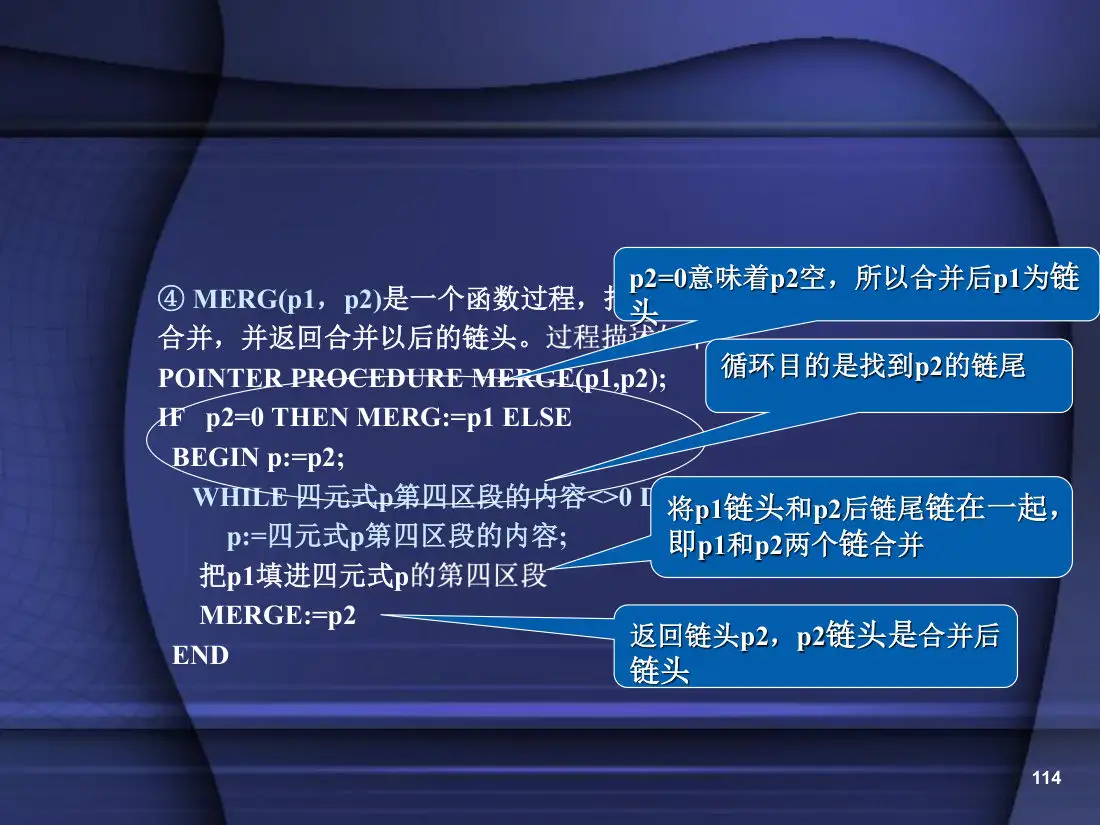 ④ MERG(p1，p2)是一个函数过程，
合并，并返回合并以后的链头。过程描述
POINTER PROCEDURE MERGE(p1,p2);
IF p2=0 THEN MERG:=p1 ELSE
BEGIN p:=p2;
WHILE 四元式p第四区段的内容<>0
p:=四元式p第四区段的内容;
把p1填进四元式p的第四区段
MERGE:=p2
END
p2=0意味着p2空，所以合并后p1为链
头
循环目的是找到p2的链尾
将p1链头和p2后链尾链在一起，
即p1和p2两个链合并
返回链头p2，p2链头是合并后
链头
114